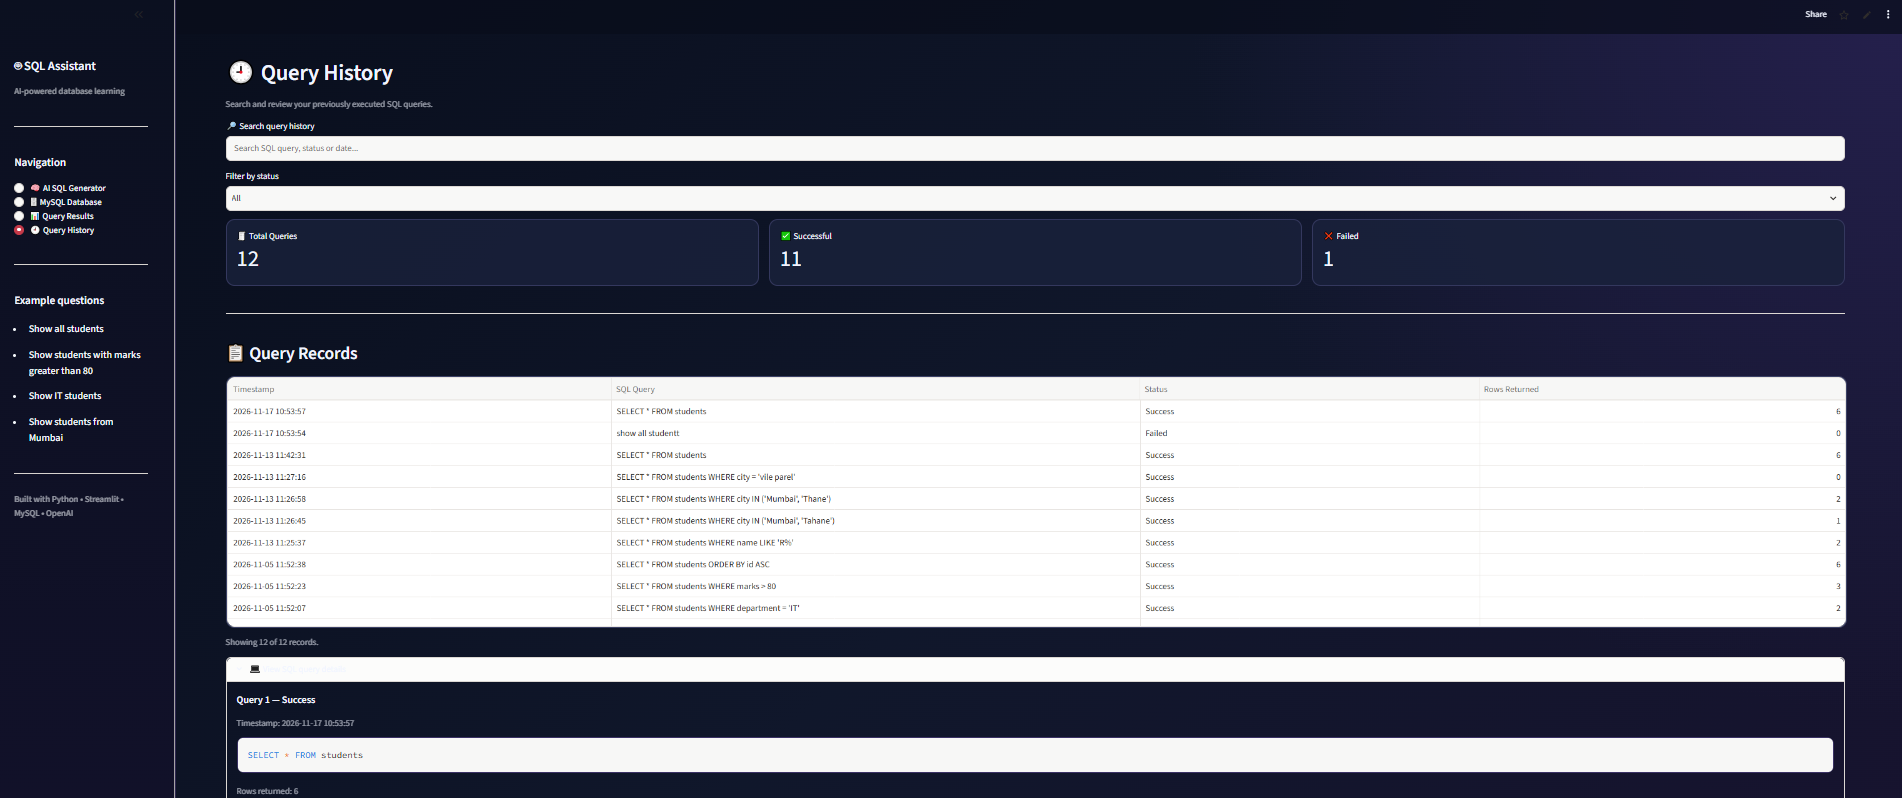 Share
SQL Assistant
AI-powered database learning
Navigation
AI SQL Generator
MySQL Database
Query Results
Query History
Example questions
• Show all students
• Show students with marks
greater than 80
• Show IT students
• Show students from
Mumbai
Built with Python • Streamlit •
MySQL • OpenAI
Query History
Search and review your previously executed SQL queries.
Search query history
Search SQL query, status or date...
Filter by status
All
Total Queries
12
Successful
11
Failed
1
Query Records
Timestamp SQL Query Status Rows Returned
2026-11-17 10:53:57 SELECT * FROM students Success 6
2026-11-17 10:53:54 show all studentt Failed 0
2026-11-13 11:42:31 SELECT * FROM students Success 6
2026-11-13 11:27:16 SELECT * FROM students WHERE city = 'vile parel' Success 0
2026-11-13 11:26:58 SELECT * FROM students WHERE city IN ('Mumbai', 'Thane') Success 2
2026-11-13 11:26:45 SELECT * FROM students WHERE city IN ('Mumbai', 'Tahane') Success 1
2026-11-13 11:25:37 SELECT * FROM students WHERE name LIKE 'R%' Success 2
2026-11-05 11:52:38 SELECT * FROM students ORDER BY id ASC Success 6
2026-11-05 11:52:23 SELECT * FROM students WHERE marks > 80 Success 3
2026-11-05 11:52:07 SELECT * FROM students WHERE department = 'IT' Success 2
Showing 12 of 12 records.
Query 1 — Success
Timestamp: 2026-11-17 10:53:57
SELECT * FROM students
Rows returned: 6